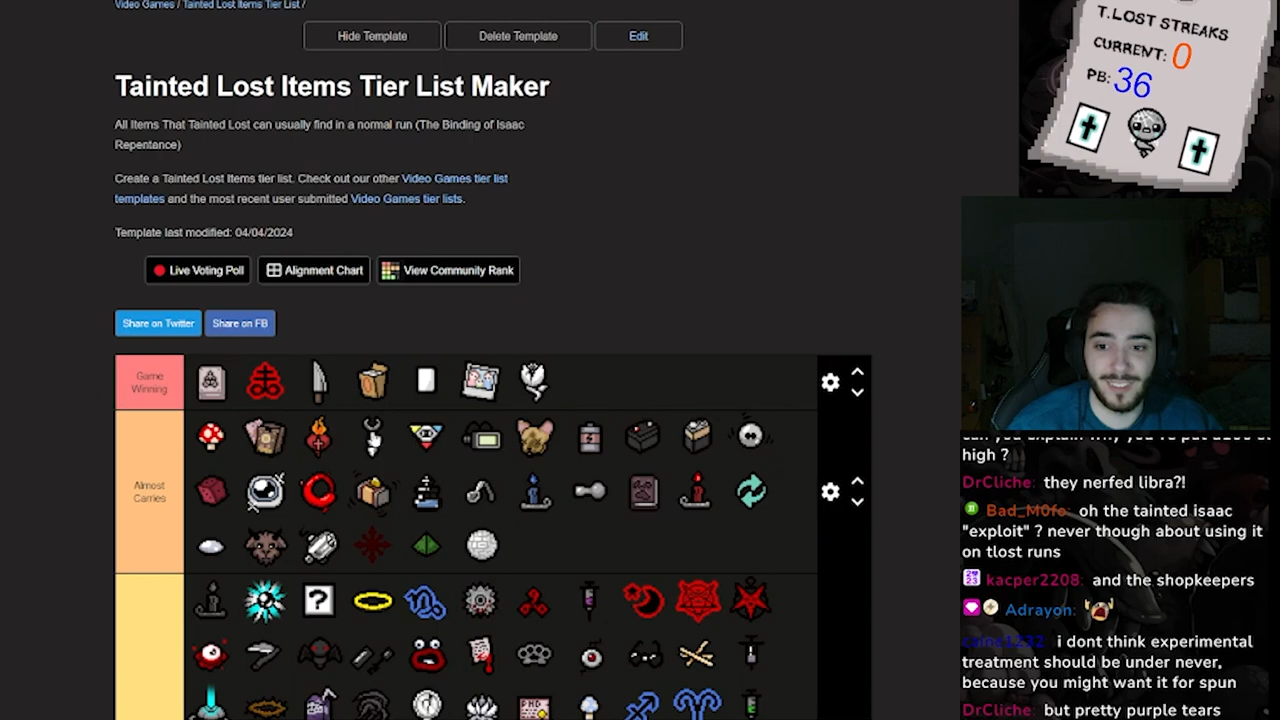 Video Games / Tainted Lost Items Tier List /
Hide Template
Delete Template
Edit
Tainted Lost Items Tier List Maker
All Items That Tainted Lost can usually find in a normal run (The Binding of Isaac
Repentance)
Create a Tainted Lost Items tier list. Check out our other Video Games tier list
templates and the most recent user submitted Video Games tier lists.
Template last modified: 04/04/2024
Live Voting Poll
Alignment Chart
View Community Rank
Share on Twitter
Share on FB
Game
Winning
Almost
Carries
T.LOST STREAKS
CURRENT: 0
PB: 36
high ?
DrCliche: they nerfed libra?!
Bad_M0fo: oh the tainted isaac
"exploit" ? never though about using it
on tlost runs
kacper2208: and the shopkeepers
Adrayon:
i dont think experimental
treatment should be under never,
because you might want it for spun
DrCliche: but pretty purple tears